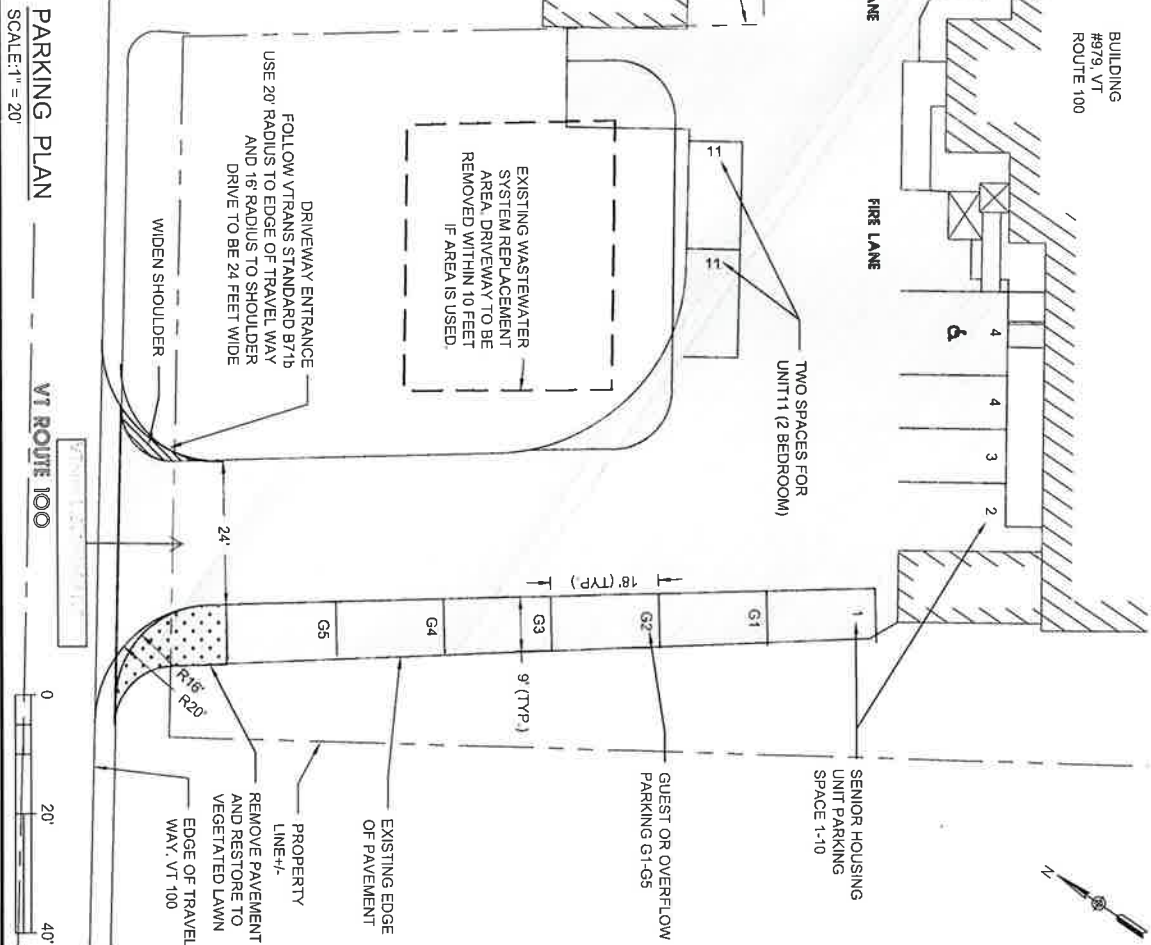 BUILDING
#979, VT
ROUTE 100
FIRE LANE
4
4
3
2
11
11
TWO SPACES FOR
UNIT11 (2 BEDROOM)
EXISTING WASTEWATER
SYSTEM REPLACEMENT
AREA. DRIVEWAY TO BE
REMOVED WITHIN 10 FEET
IF AREA IS USED.
DRIVEWAY ENTRANCE
FOLLOW VTRANS STANDARD B71b
USE 20' RADIUS TO EDGE OF TRAVEL WAY
AND 16' RADIUS TO SHOULDER
DRIVE TO BE 24 FEET WIDE
WIDEN SHOULDER
24'
18' (TYP.)
9' (TYP.)
1
G1
G2
G3
G4
G5
R16'
R20'
SENIOR HOUSING
UNIT PARKING
SPACE 1-10
GUEST OR OVERFLOW
PARKING G1-G5
EXISTING EDGE
OF PAVEMENT
PROPERTY
LINE+/-
REMOVE PAVEMENT
AND RESTORE TO
VEGETATED LAWN
EDGE OF TRAVEL
WAY. VT 100
N
VT ROUTE 100
PARKING PLAN
SCALE:1" = 20'
0
20'
40'